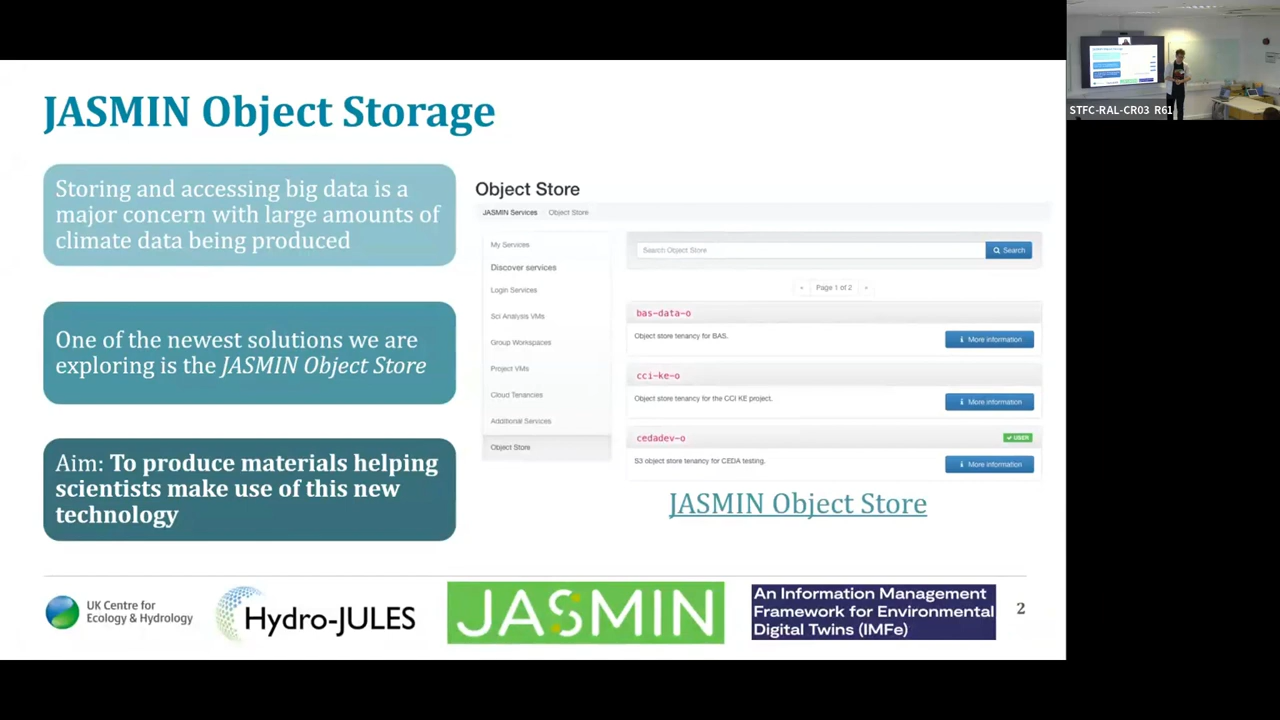 JASMIN Object Storage
Storing and accessing big data is a
major concern with large amounts of
climate data being produced
One of the newest solutions we are
exploring is the JASMIN Object Store
Aim: To produce materials helping
scientists make use of this new
technology
Object Store
JASMIN Services Object Store
My Services
Discover services
Login Services
Sci Analysis VMs
Group Workspaces
Project VMs
Cloud Tenancies
Additional Services
Object Store
Search Object Store
Search
« Page 1 of 2 »
bas-data-o
Object store tenancy for BAS.
More information
cci-ke-o
Object store tenancy for the CCI KE project.
More information
cedadev-o
USER
S3 object store tenancy for CEDA testing.
More information
JASMIN Object Store
UK Centre for
Ecology & Hydrology
Hydro-JULES
JASMIN
An Information Management
Framework for Environmental
Digital Twins (IMFe)
2
STFC-RAL-CR03 R61